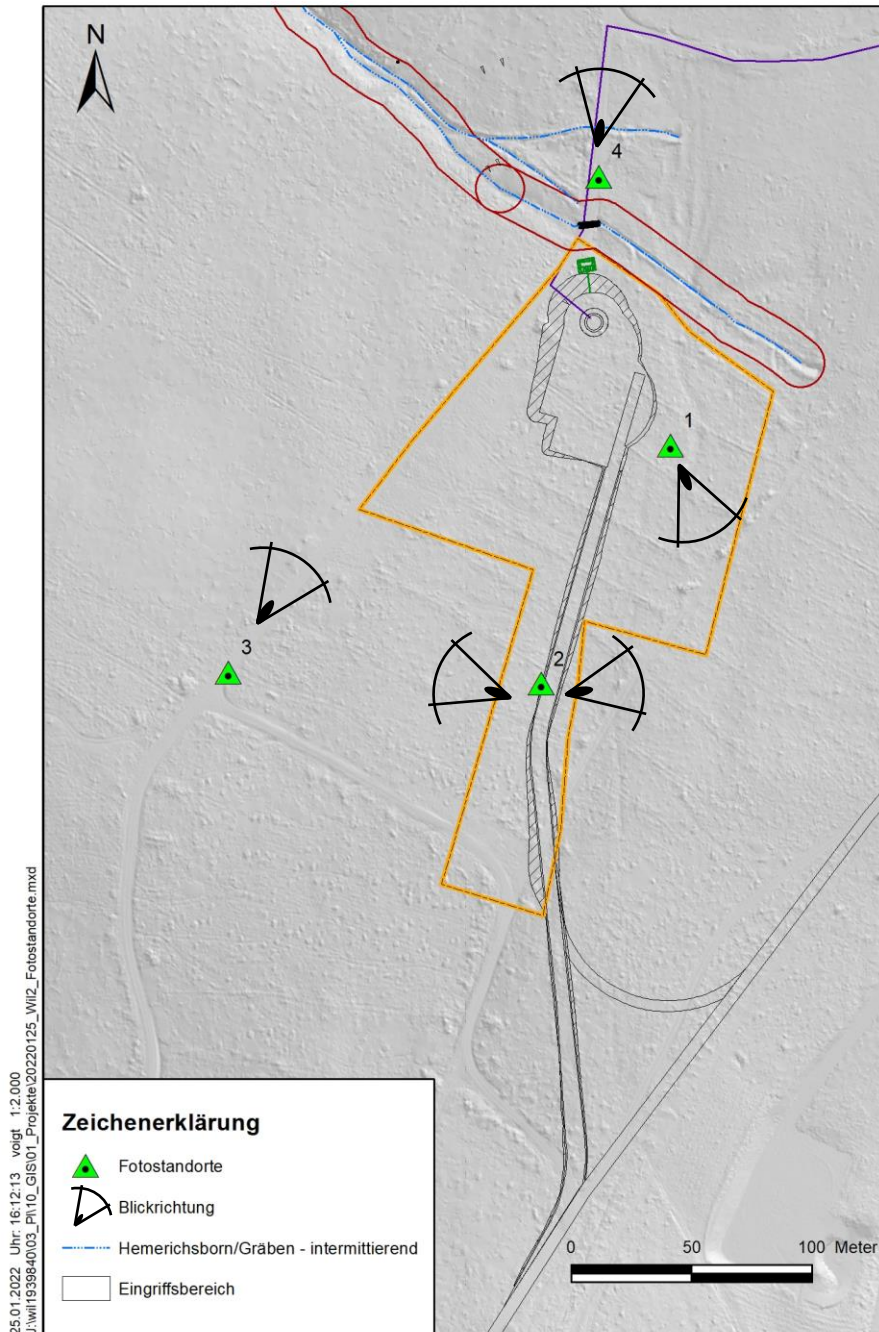 N
4
1
3
2
Zeichenerklärung
Fotostandorte
Blickrichtung
Hemerichsborn/Gräben - intermittierend
Eingriffsbereich
0 50 100 Meter
25.01.2022 Uhr: 16:12:13 voigt 1:2.000
J:\wil1939840\03_Pl\10_GIS\01_Projekte\20220125_Wil2_Fotostandorte.mxd